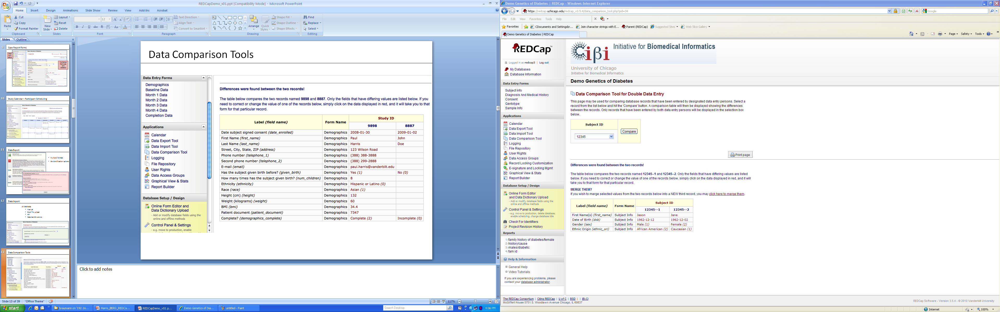 REDCapDemo_v01.ppt [Compatibility Mode] - Microsoft PowerPoint
Home Insert Design Animations Slide Show Review View Add-Ins Acrobat
Paste
Cut
Copy
Format Painter
Clipboard
New Slide
Layout
Reset
Delete
Slides
12
Font
Text Direction
Align Text
Convert to SmartArt
Paragraph
Arrange
Quick Styles
Shape Fill
Shape Outline
Shape Effects
Drawing
Find
Replace
Select
Editing
Slides Outline
9
Case Report Forms
10
Study Calendar – Participant Scheduling
11
Data Export
Multiple formats
De-identification options
12
Data Import
4 Methods
Manual
Excel file upload
API
Data transfer service
13
Data Comparison Tools
Data Comparison Tools
Data Entry Forms
Demographics
Baseline Data
Month 1 Data
Month 2 Data
Month 3 Data
Month 4 Data
Completion Data
Applications
Calendar
Data Export Tool
Data Import Tool
Data Comparison Tool
Logging
File Repository
User Rights
Data Access Groups
Graphical View & Stats
Report Builder
Database Setup / Design
Online Form Editor and
Data Dictionary Upload
- Add or modify database fields using the
online and offline methods
Control Panel & Settings
- e.g. move to production, enable
Differences were found between the two records!
The table below compares the two records named 9898 and 8887. Only the fields that have differing values are listed below. If you
need to correct or change the value of one of the records below, simply click on the data displayed in red, and it will take you to that
form for that particular record.
Label (field name) Form Name Study ID
9898 8887
Date subject signed consent (date_enrolled) Demographics 2008-01-30 2009-01-02
First Name (first_name) Demographics Paul John
Last Name (last_name) Demographics Harris Doe
Street, City, State, ZIP (address) Demographics 123 Wilson Road
Phone number (telephone_1) Demographics (388) 388-3888
Second phone number (telephone_2) Demographics (388) 299-2888
E-mail (email) Demographics paul.harris@vanderbilt.edu
Has the subject given birth before? (given_birth) Demographics Yes (1) No (0)
How many times has the subject given birth? (num_children) Demographics 8
Ethnicity (ethnicity) Demographics Hispanic or Latino (0)
Race (race) Demographics Asian (1)
Height (cm) (height) Demographics 132
Weight (kilograms) (weight) Demographics 60
BMI (bmi) Demographics 34.4
Patient document (patient_document) Demographics 7347
Complete? (demographics_complete) Demographics Complete (2) Incomplete (0)
Click to add notes
Slide 13 of 39 "Office Theme" 117%
start braumann on '192.16... Harris_BERD_REDCa... REDCapDemo_v01.p... Demo Genetics of Dia... untitled - Paint Search Desktop 4:06 PM
Demo Genetics of Diabetes | REDCap - Windows Internet Explorer
https://redcap.uchicago.edu/redcap_v3.5.4/data_comparison_tool.php?pid=34 Google
File Edit View Favorites Tools Help
Favorites CDocuments and Settingsbr... Join character strings with E... Parent (REDCap) Suggested Sites Web Slice Gallery
Demo Genetics of Diabetes | REDCap Page Safety Tools
REDCap
Logged in as redcap3 | Log out
My Databases
Database Information
Data Entry Forms
Subject Info
Diagnosis And Medical History
Consent
Genotype
Sample Info
Applications
Calendar
Data Export Tool
Data Import Tool
Data Comparison Tool
Logging
File Repository
User Rights
Data Access Groups
Record Locking Customization
E-signature and Locking Mgmt
Graphical View & Stats
Report Builder
Database Setup / Design
Online Form Editor
and Data Dictionary Upload
- Add or modify database fields using the
online and offline methods
Control Panel & Settings
- e.g. move to production, delete database,
enable scheduling, change database title
Check For Identifiers
Project Revision History
Reports
1) family history of diabetes/female
2) history/cause
3) males/diabetic
4) fam id
Help & Information
General Help
Video Tutorials
If you are experiencing problems, please
contact your database administrator.
Ciβi Initiative for Biomedical Informatics
University of Chicago
Initiative for Biomedical Informatics
Demo Genetics of Diabetes
Data Comparison Tool for Double Data Entry
This page may be used for comparing database records that have been entered by designated data entry persons. Select a
record from the list below and hit the 'Compare' button. A comparison table will then be displayed showing the differences
between the records. Only records that have been entered by both data entry persons will be displayed in the selection box
below.
Subject ID
12345
Compare
Print page
Differences were found between the two records!
The table below compares the two records named 12345--1 and 12345--2. Only the fields that have differing values are listed
below. If you need to correct or change the value of one of the records below, simply click on the data displayed in red, and it will
take you to that form for that particular record.
MERGE THEM?
If you wish to merge selected values from the two records below into a NEW third record, you may click here to merge them.
Label (field name) Form Name Subject ID
12345--1 12345--2
First Name(s) (first_name) Subject Info Jason Jane
Date of Birth (dob) Subject Info 1962-12-12 1962-12-02
Gender (sex) Subject Info Male (1) Female (2)
Ethnic Origin (ethnic_ori) Subject Info African American (2) Caucasian (1)
The REDCap Consortium | Citing REDCap | U of C | BSD | | iBi-CI
McGiffert House 5751 S. Woodlawn Avenue Chicago, IL 60637
REDCap Software - Version 3.5.4 - © 2010 Vanderbilt University
Internet 100%